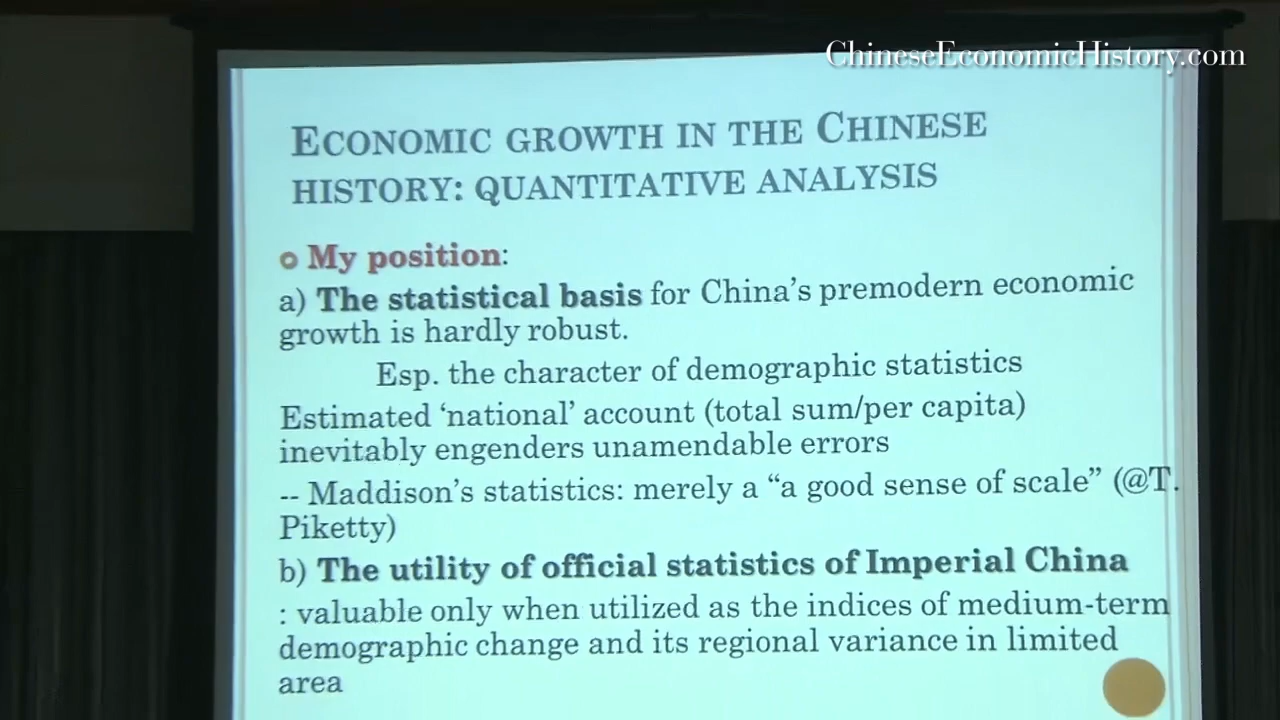 ChineseEconomicHistory.com
ECONOMIC GROWTH IN THE CHINESE
HISTORY: QUANTITATIVE ANALYSIS
My position:
a) The statistical basis for China's premodern economic
growth is hardly robust.
Esp. the character of demographic statistics
Estimated 'national' account (total sum/per capita)
inevitably engenders unamendable errors
-- Maddison's statistics: merely a "a good sense of scale" (@T.
Piketty)
b) The utility of official statistics of Imperial China
: valuable only when utilized as the indices of medium-term
demographic change and its regional variance in limited
area